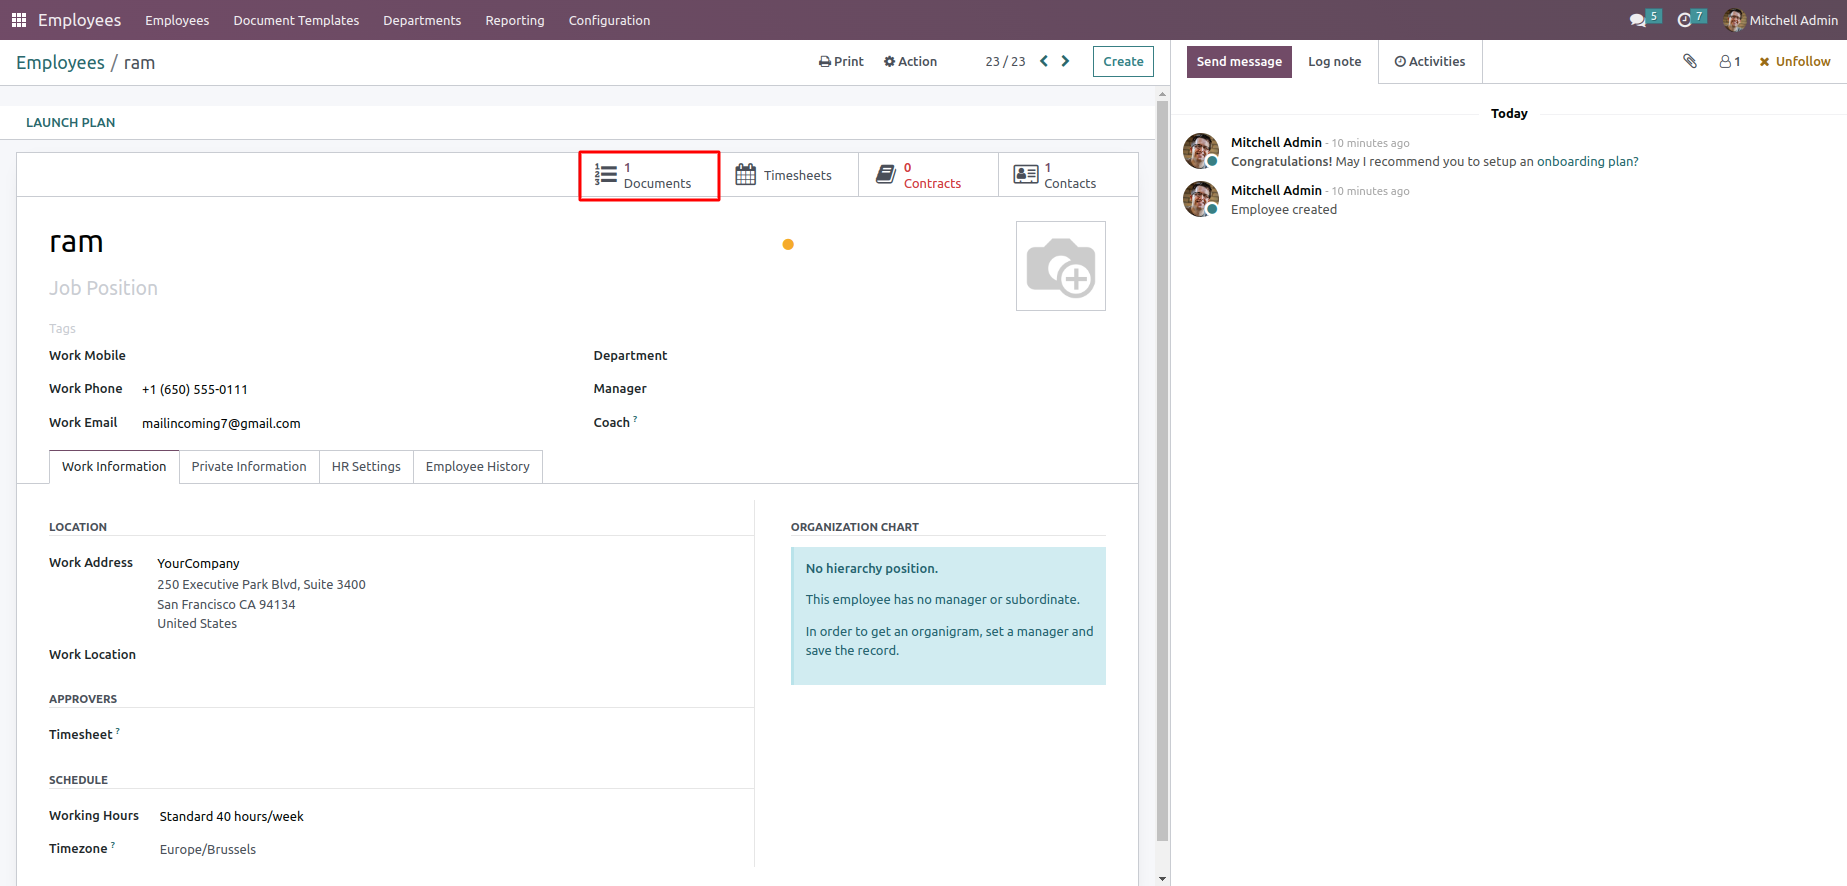 Employees Employees Document Templates Departments Reporting Configuration 5 7 Mitchell Admin
Employees / ram Print Action 23 / 23 Create
Send message Log note Activities 1 Unfollow
LAUNCH PLAN
1
Documents
Timesheets
0
Contracts
1
Contacts
ram
Job Position
Tags
Work Mobile
Work Phone +1 (650) 555-0111
Work Email mailincoming7@gmail.com
Department
Manager
Coach ?
Work Information Private Information HR Settings Employee History
LOCATION
Work Address YourCompany
250 Executive Park Blvd, Suite 3400
San Francisco CA 94134
United States
Work Location
APPROVERS
Timesheet ?
SCHEDULE
Working Hours Standard 40 hours/week
Timezone ? Europe/Brussels
ORGANIZATION CHART
No hierarchy position.
This employee has no manager or subordinate.
In order to get an organigram, set a manager and
save the record.
Today
Mitchell Admin - 10 minutes ago
Congratulations! May I recommend you to setup an onboarding plan?
Mitchell Admin - 10 minutes ago
Employee created